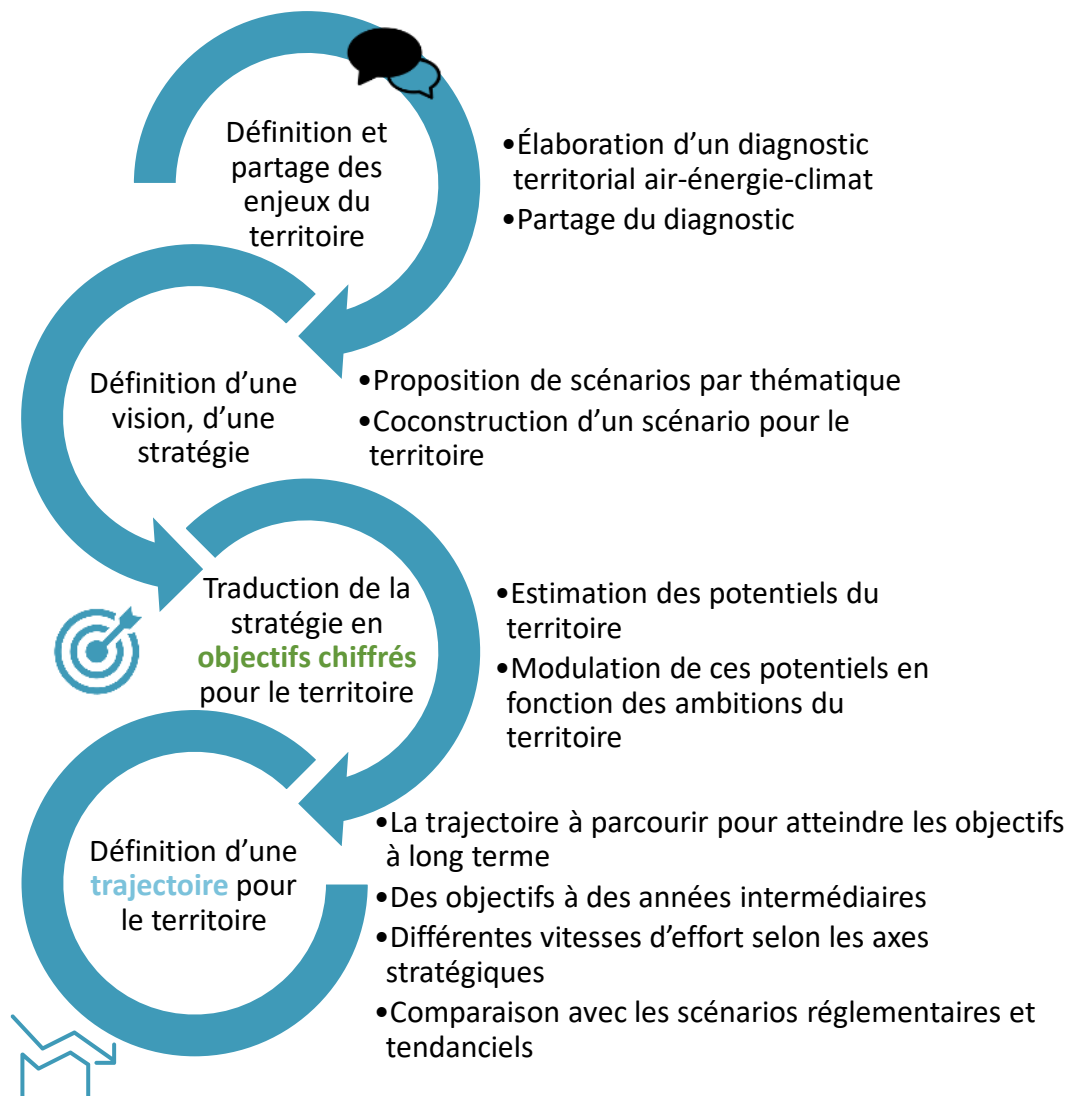 Définition et
partage des
enjeux du
territoire
•Élaboration d’un diagnostic
territorial air-énergie-climat
•Partage du diagnostic
Définition d’une
vision, d’une
stratégie
•Proposition de scénarios par thématique
•Coconstruction d’un scénario pour le
territoire
Traduction de la
stratégie en
objectifs chiffrés
pour le territoire
•Estimation des potentiels du
territoire
•Modulation de ces potentiels en
fonction des ambitions du
territoire
Définition d’une
trajectoire pour
le territoire
•La trajectoire à parcourir pour atteindre les objectifs
à long terme
•Des objectifs à des années intermédiaires
•Différentes vitesses d’effort selon les axes
stratégiques
•Comparaison avec les scénarios réglementaires et
tendanciels